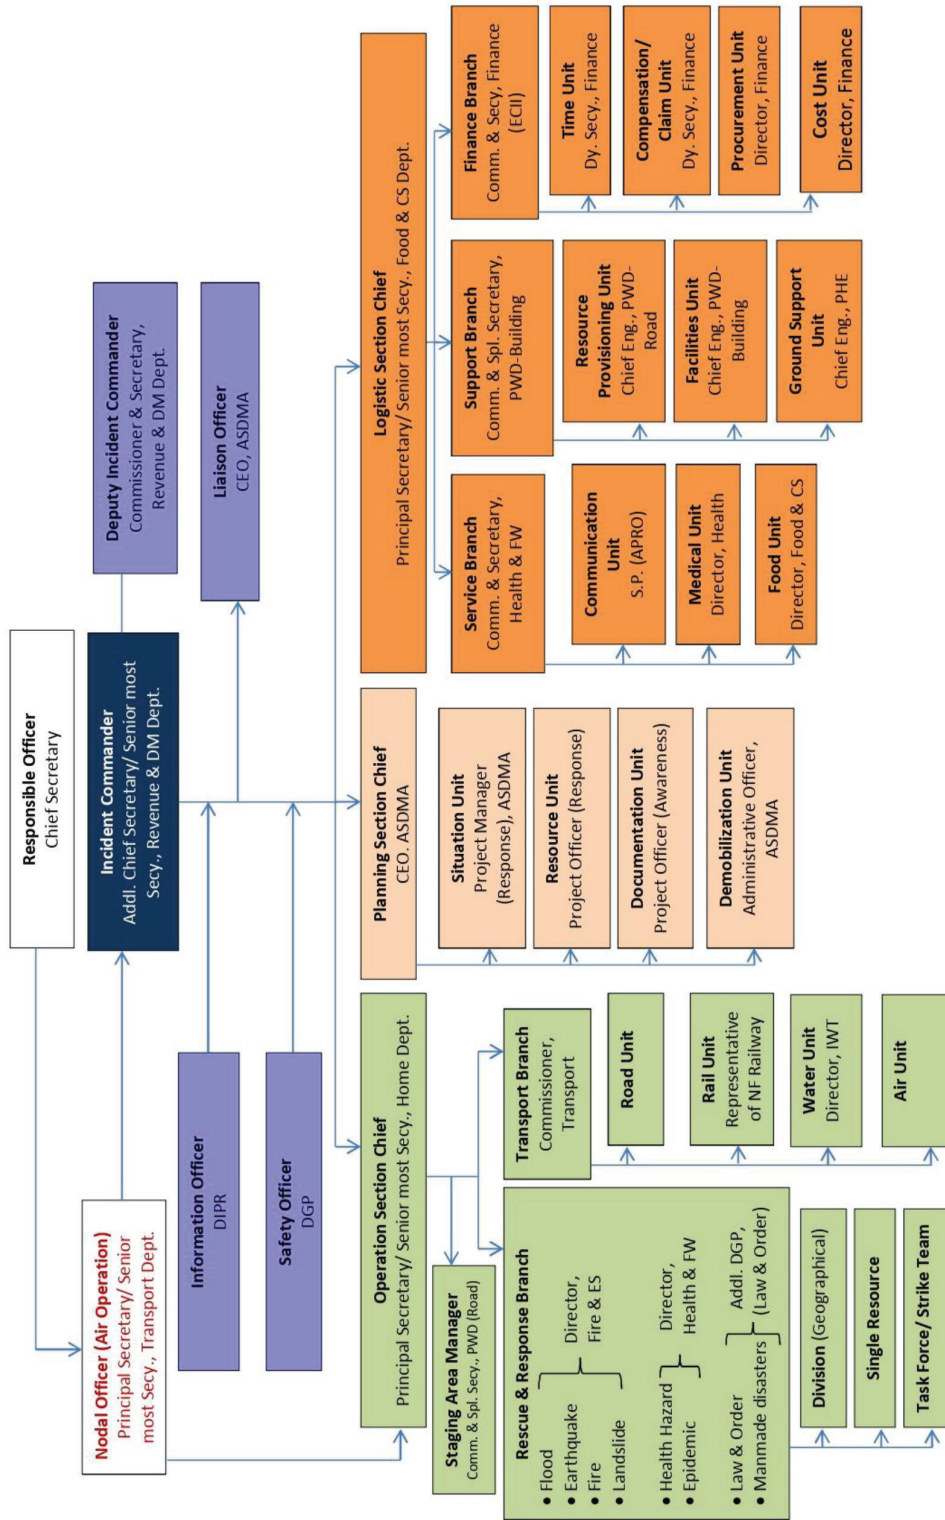 Responsible Officer
Chief Secretary
Nodal Officer (Air Operation)
Principal Secretary/ Senior
most Secy., Transport Dept.
Incident Commander
Addl. Chief Secretary/ Senior most
Secy., Revenue & DM Dept.
Deputy Incident Commander
Commissioner & Secretary,
Revenue & DM Dept.
Information Officer
DIPR
Liaison Officer
CEO, ASDMA
Safety Officer
DGP
Operation Section Chief
Principal Secretary/ Senior most Secy., Home Dept.
Planning Section Chief
CEO. ASDMA
Logistic Section Chief
Principal Secretary/ Senior most Secy., Food & CS Dept.
Staging Area Manager
Comm. & Spl. Secy., PWD (Road)
Rescue & Response Branch
• Flood
• Earthquake
• Fire
• Landslide
Director,
Fire & ES
• Health Hazard
• Epidemic
Director,
Health & FW
• Law & Order
• Manmade disasters
Addl. DGP,
(Law & Order)
Division (Geographical)
Single Resource
Task Force/ Strike Team
Transport Branch
Commissioner,
Transport
Road Unit
Rail Unit
Representative
of NF Railway
Water Unit
Director, IWT
Air Unit
Situation Unit
Project Manager
(Response), ASDMA
Resource Unit
Project Officer (Response)
Documentation Unit
Project Officer (Awareness)
Demobilization Unit
Administrative Officer,
ASDMA
Service Branch
Comm. & Secretary,
Health & FW
Communication
Unit
S.P. (APRO)
Medical Unit
Director, Health
Food Unit
Director, Food & CS
Support Branch
Comm. & Spl. Secretary,
PWD-Building
Resource
Provisioning Unit
Chief Eng., PWD-
Road
Facilities Unit
Chief Eng., PWD-
Building
Ground Support
Unit
Chief Eng., PHE
Finance Branch
Comm. & Secy, Finance
(ECII)
Time Unit
Dy. Secy., Finance
Compensation/
Claim Unit
Dy. Secy., Finance
Procurement Unit
Director, Finance
Cost Unit
Director, Finance